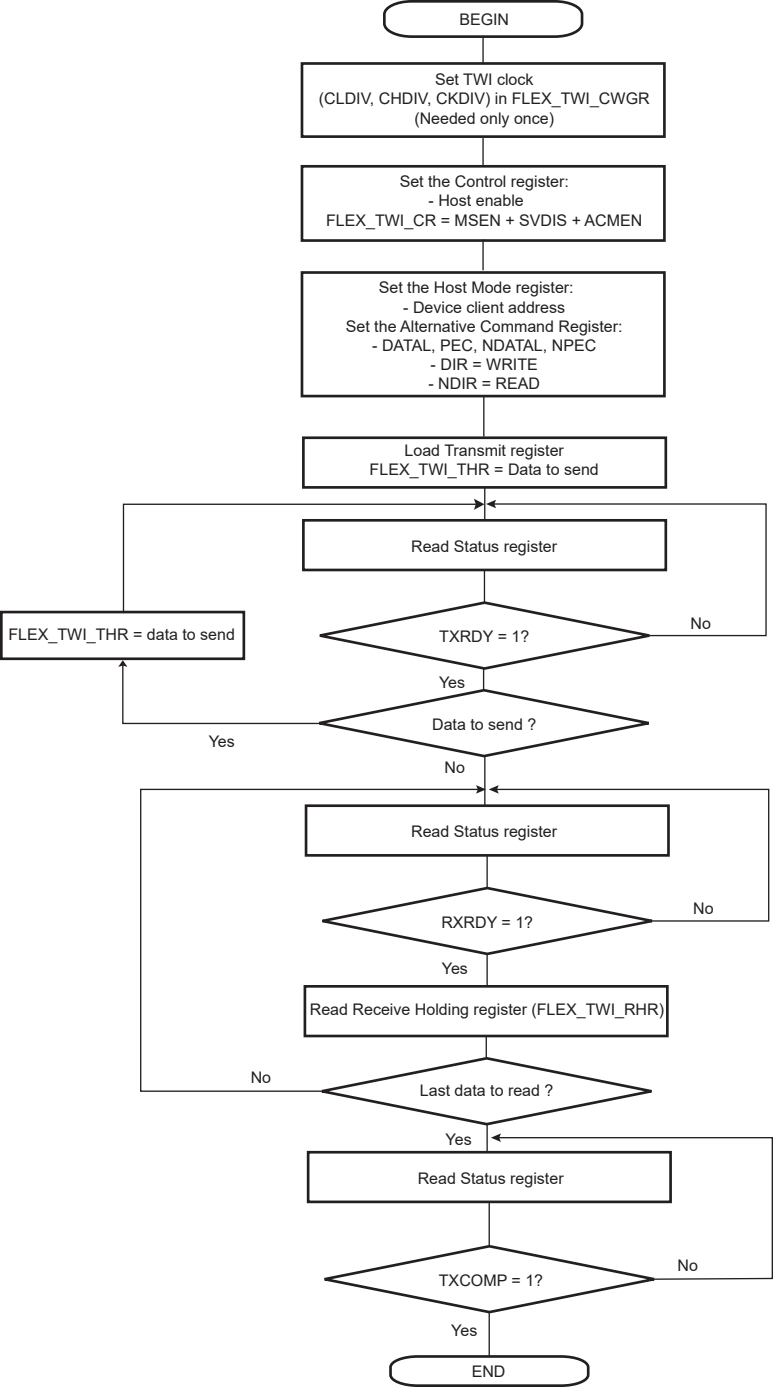 BEGIN
Set TWI clock
(CLDIV, CHDIV, CKDIV) in FLEX_TWI_CWGR
(Needed only once)
Set the Control register:
- Host enable
FLEX_TWI_CR = MSEN + SVDIS + ACMEN
Set the Host Mode register:
- Device client address
Set the Alternative Command Register:
- DATAL, PEC, NDATAL, NPEC
- DIR = WRITE
- NDIR = READ
Load Transmit register
FLEX_TWI_THR = Data to send
Read Status register
FLEX_TWI_THR = data to send
TXRDY = 1?
No
Yes
Data to send ?
Yes
No
Read Status register
RXRDY = 1?
No
Yes
Read Receive Holding register (FLEX_TWI_RHR)
Last data to read ?
No
Yes
Read Status register
TXCOMP = 1?
No
Yes
END